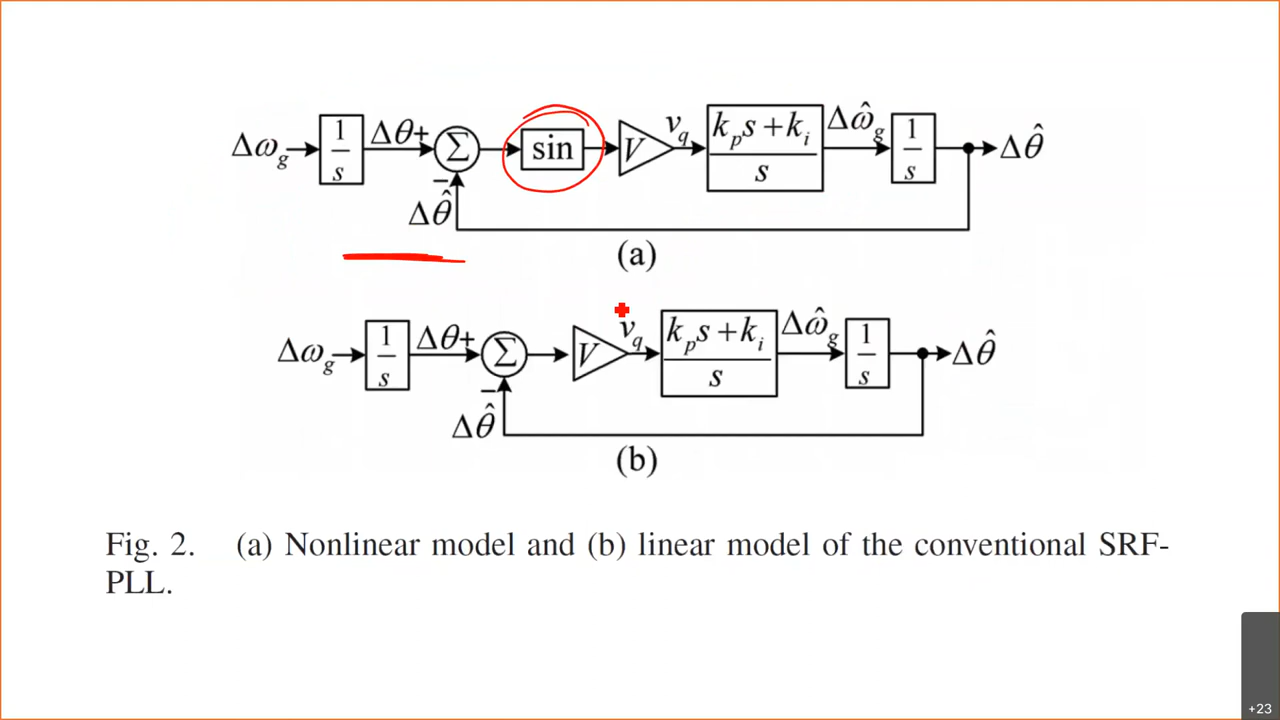 Δω_g 1/s Δθ + Σ sin V v_q (k_p s + k_i)/s Δω̂_g 1/s Δθ̂
− Δθ̂
(a)
Δω_g 1/s Δθ + Σ V v_q (k_p s + k_i)/s Δω̂_g 1/s Δθ̂
− Δθ̂
(b)
Fig. 2. (a) Nonlinear model and (b) linear model of the conventional SRF-
PLL.
+23